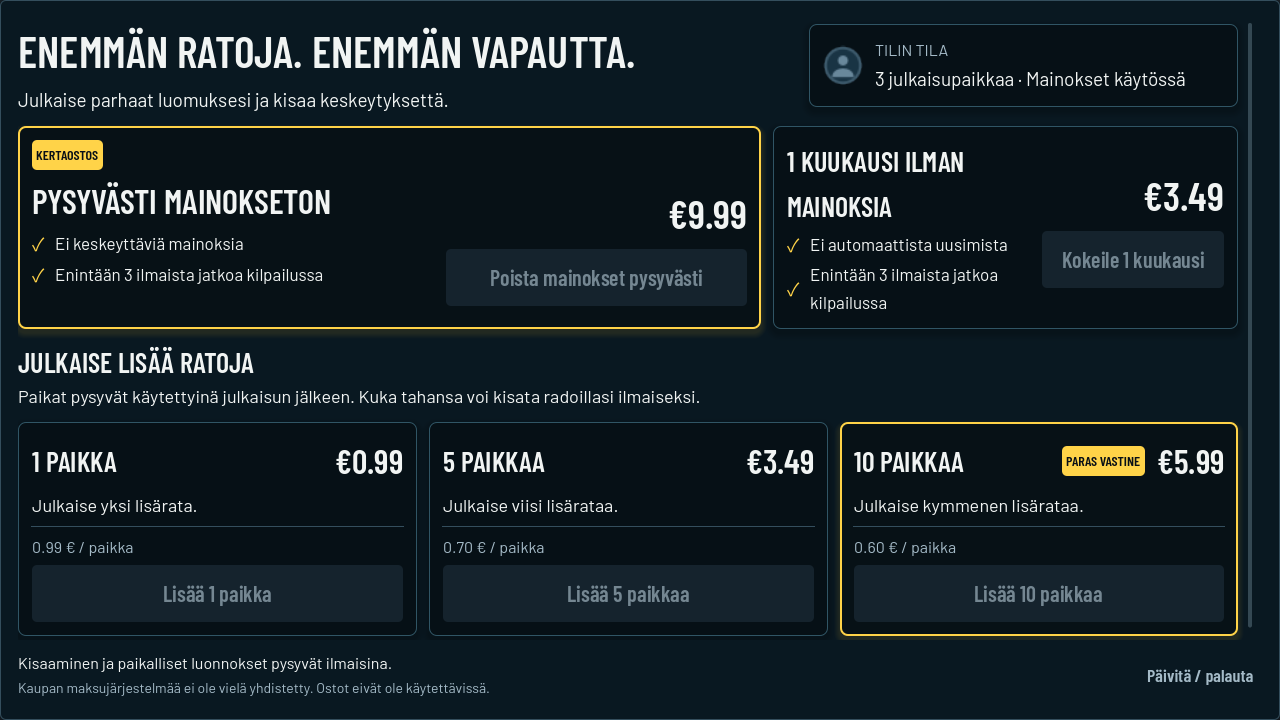 ENEMMÄN RATOJA. ENEMMÄN VAPAUTTA.
Julkaise parhaat luomuksesi ja kisaa keskeytyksettä.
TILIN TILA
3 julkaisupaikkaa · Mainokset käytössä
KERTAOSTOS
PYSYVÄSTI MAINOKSETON
✓ Ei keskeyttäviä mainoksia
✓ Enintään 3 ilmaista jatkoa kilpailussa
€9.99
Poista mainokset pysyvästi
1 KUUKAUSI ILMAN
MAINOKSIA
✓ Ei automaattista uusimista
✓ Enintään 3 ilmaista jatkoa
kilpailussa
€3.49
Kokeile 1 kuukausi
JULKAISE LISÄÄ RATOJA
Paikat pysyvät käytettyinä julkaisun jälkeen. Kuka tahansa voi kisata radoillasi ilmaiseksi.
1 PAIKKA €0.99
Julkaise yksi lisärata.
0.99 € / paikka
Lisää 1 paikka
5 PAIKKAA €3.49
Julkaise viisi lisärataa.
0.70 € / paikka
Lisää 5 paikkaa
10 PAIKKAA PARAS VASTINE €5.99
Julkaise kymmenen lisärataa.
0.60 € / paikka
Lisää 10 paikkaa
Kisaaminen ja paikalliset luonnokset pysyvät ilmaisina.
Kaupan maksujärjestelmää ei ole vielä yhdistetty. Ostot eivät ole käytettävissä.
Päivitä / palauta